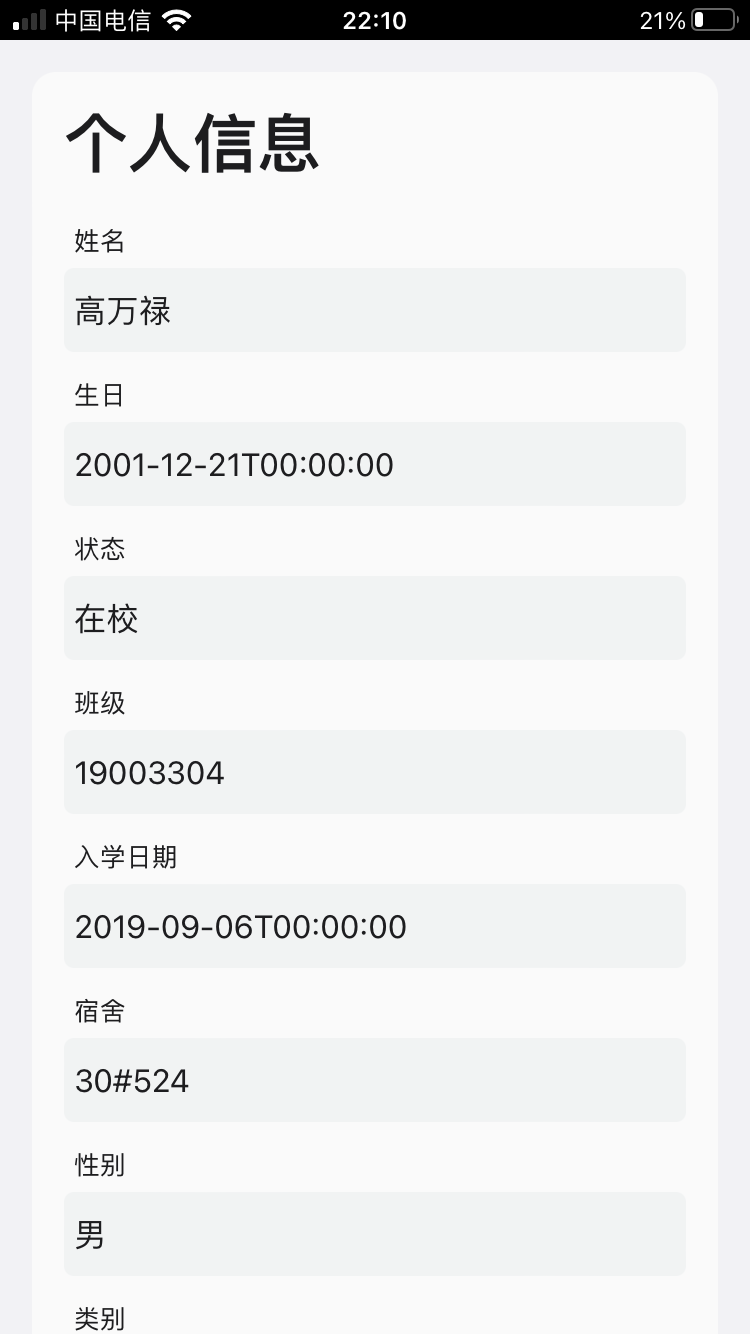 中国电信
22:10
21%
个人信息
姓名
高万禄
生日
2001-12-21T00:00:00
状态
在校
班级
19003304
入学日期
2019-09-06T00:00:00
宿舍
30#524
性别
男
类别